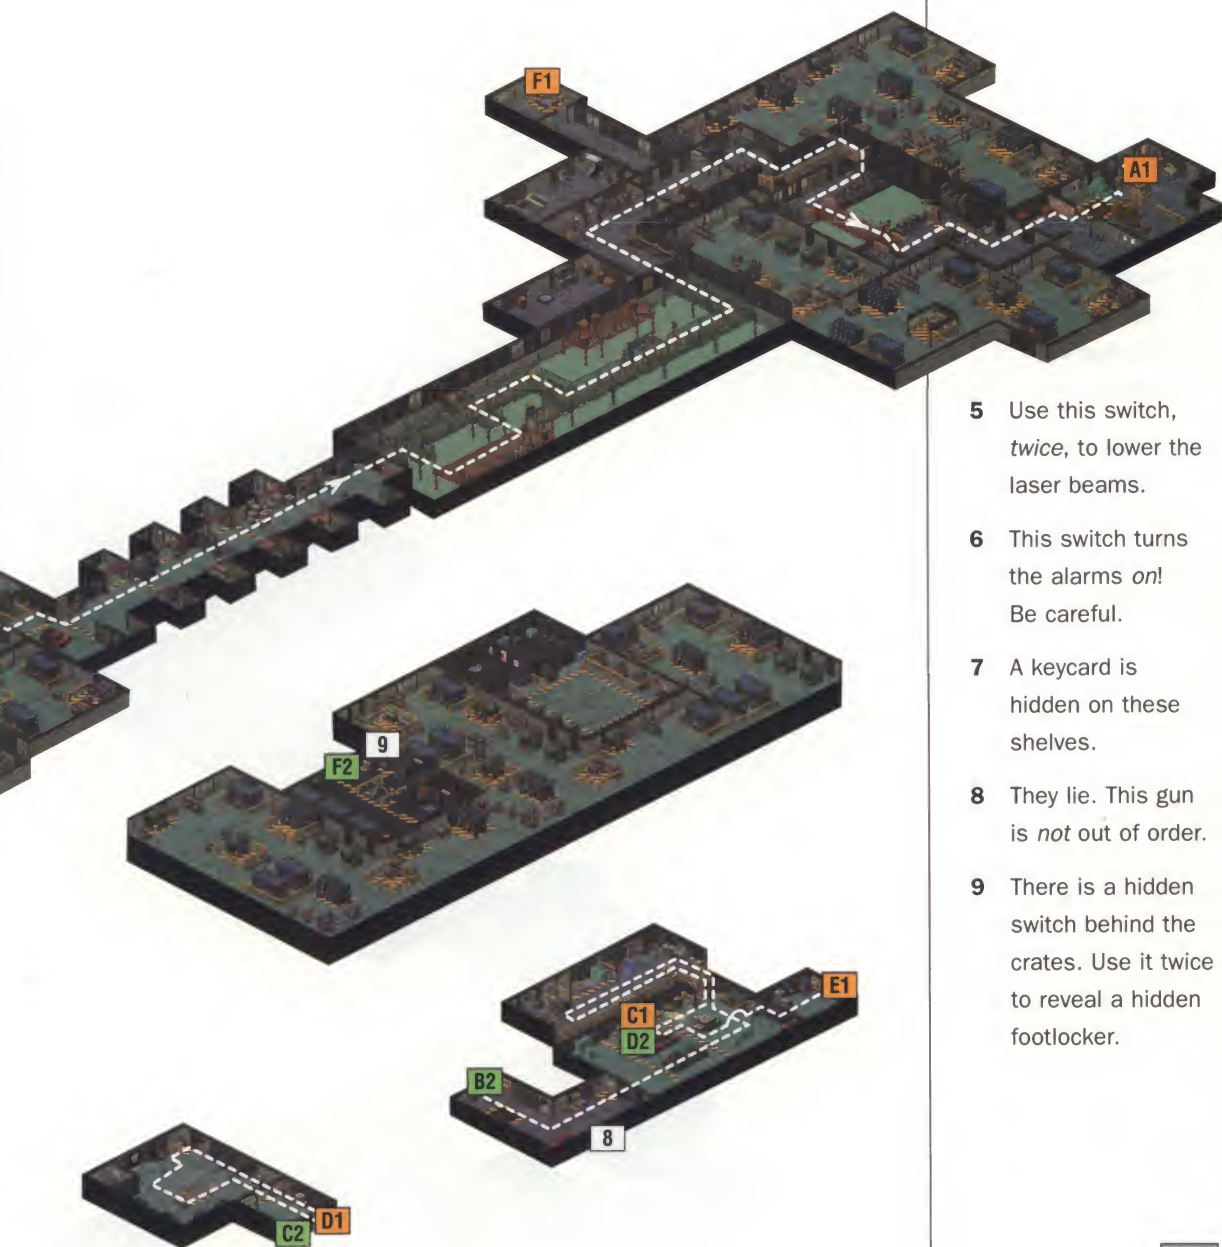 F1
A1
5 Use this switch,
twice, to lower the
laser beams.
6 This switch turns
the alarms on!
Be careful.
7 A keycard is
hidden on these
shelves.
9
F2
8 They lie. This gun
is not out of order.
9 There is a hidden
switch behind the
crates. Use it twice
to reveal a hidden
footlocker.
E1
C1
D2
B2
8
D1
C2